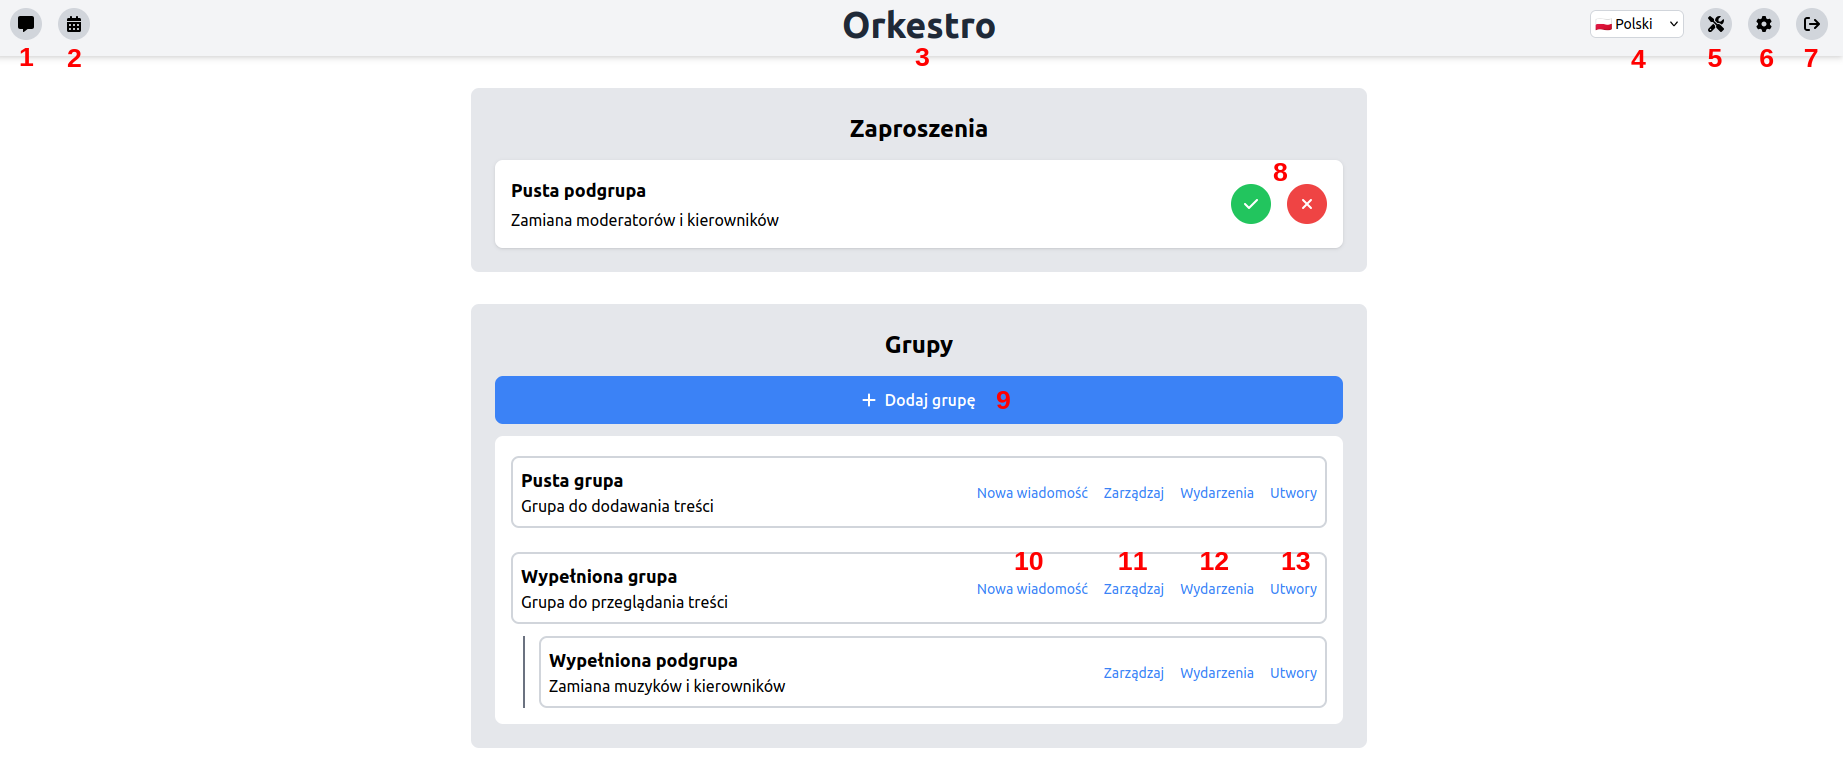 Orkestro
🇵🇱 Polski
1 2 3 4 5 6 7
Zaproszenia
8
Pusta podgrupa
Zamiana moderatorów i kierowników
Grupy
+ Dodaj grupę 9
Pusta grupa
Grupa do dodawania treści
Nowa wiadomość Zarządzaj Wydarzenia Utwory
10 11 12 13
Wypełniona grupa
Grupa do przeglądania treści
Nowa wiadomość Zarządzaj Wydarzenia Utwory
Wypełniona podgrupa
Zamiana muzyków i kierowników
Zarządzaj Wydarzenia Utwory